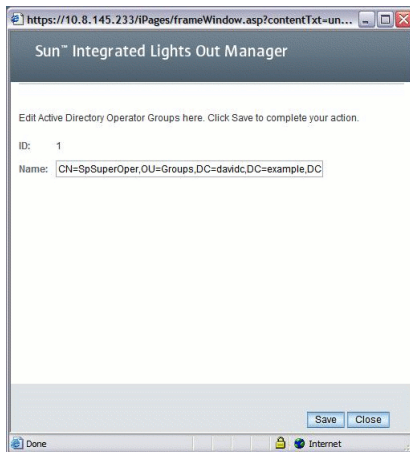 https://10.8.145.233/iPages/frameWindow.asp?contentTxt=un...
Sun™ Integrated Lights Out Manager
Edit Active Directory Operator Groups here. Click Save to complete your action.
ID: 1
Name: CN=SpSuperOper,OU=Groups,DC=davidc,DC=example,DC
Save Close
Done Internet